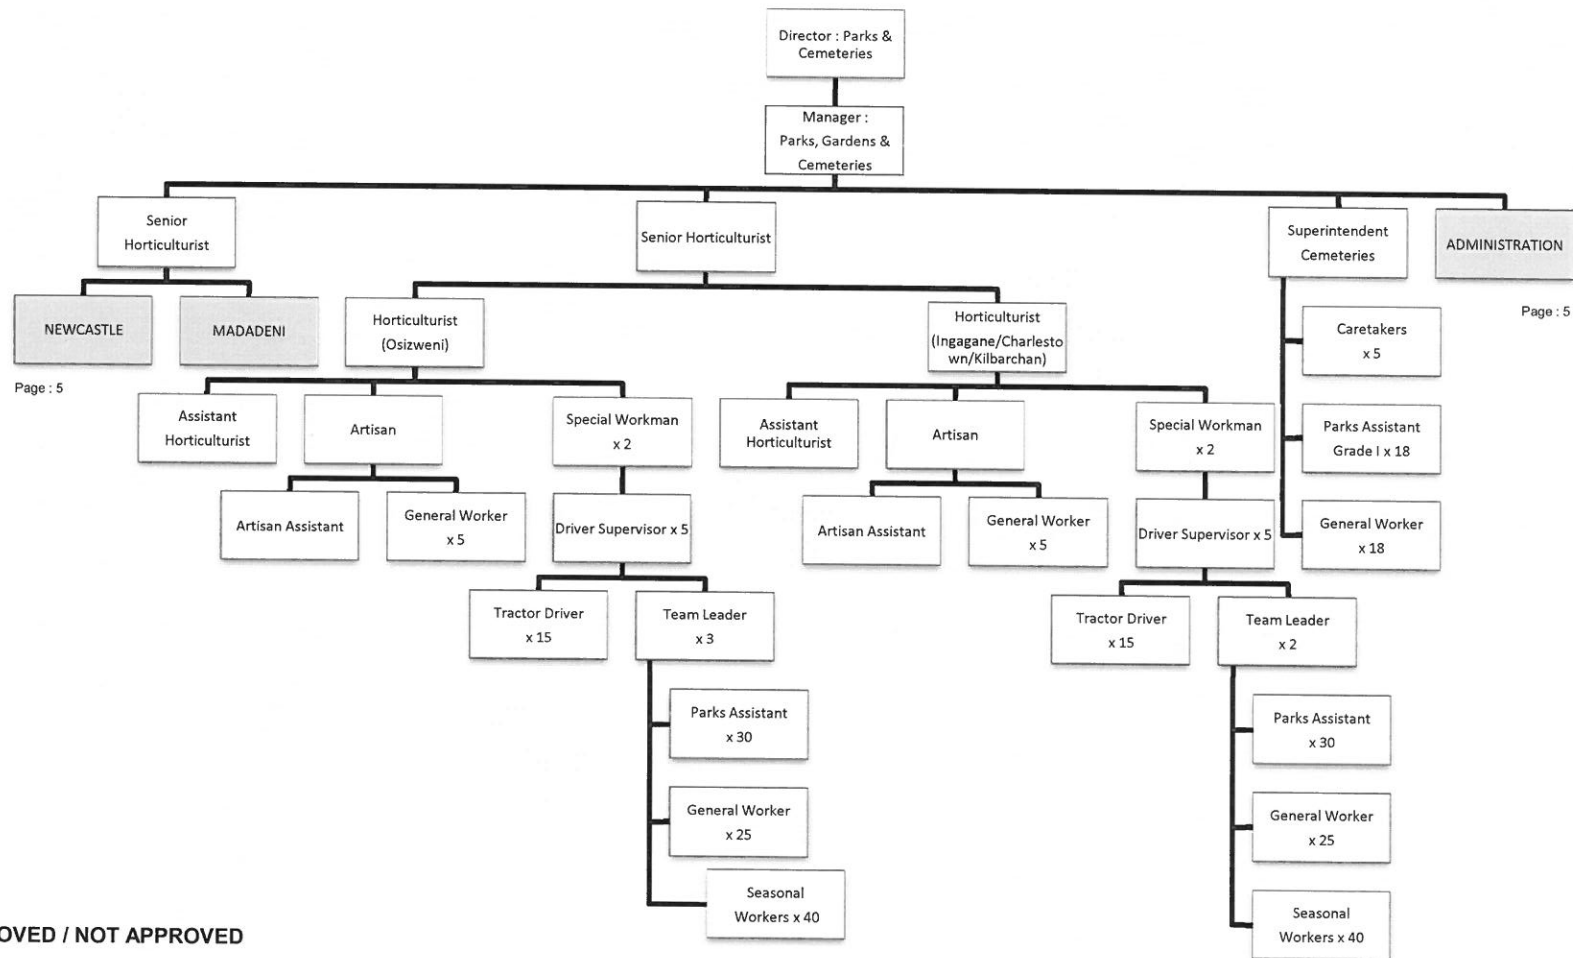 Director : Parks &
Cemeteries
Manager :
Parks, Gardens &
Cemeteries
Senior
Horticulturist
Senior Horticulturist
Superintendent
Cemeteries
ADMINISTRATION
Page : 5
NEWCASTLE
MADADENI
Page : 5
Horticulturist
(Osizweni)
Horticulturist
(Ingagane/Charlesto
wn/Kilbarchan)
Caretakers
x 5
Parks Assistant
Grade I x 18
General Worker
x 18
Assistant
Horticulturist
Artisan
Special Workman
x 2
Artisan Assistant
General Worker
x 5
Driver Supervisor x 5
Tractor Driver
x 15
Team Leader
x 3
Parks Assistant
x 30
General Worker
x 25
Seasonal
Workers x 40
Assistant
Horticulturist
Artisan
Special Workman
x 2
Artisan Assistant
General Worker
x 5
Driver Supervisor x 5
Tractor Driver
x 15
Team Leader
x 2
Parks Assistant
x 30
General Worker
x 25
Seasonal
Workers x 40
OVED / NOT APPROVED